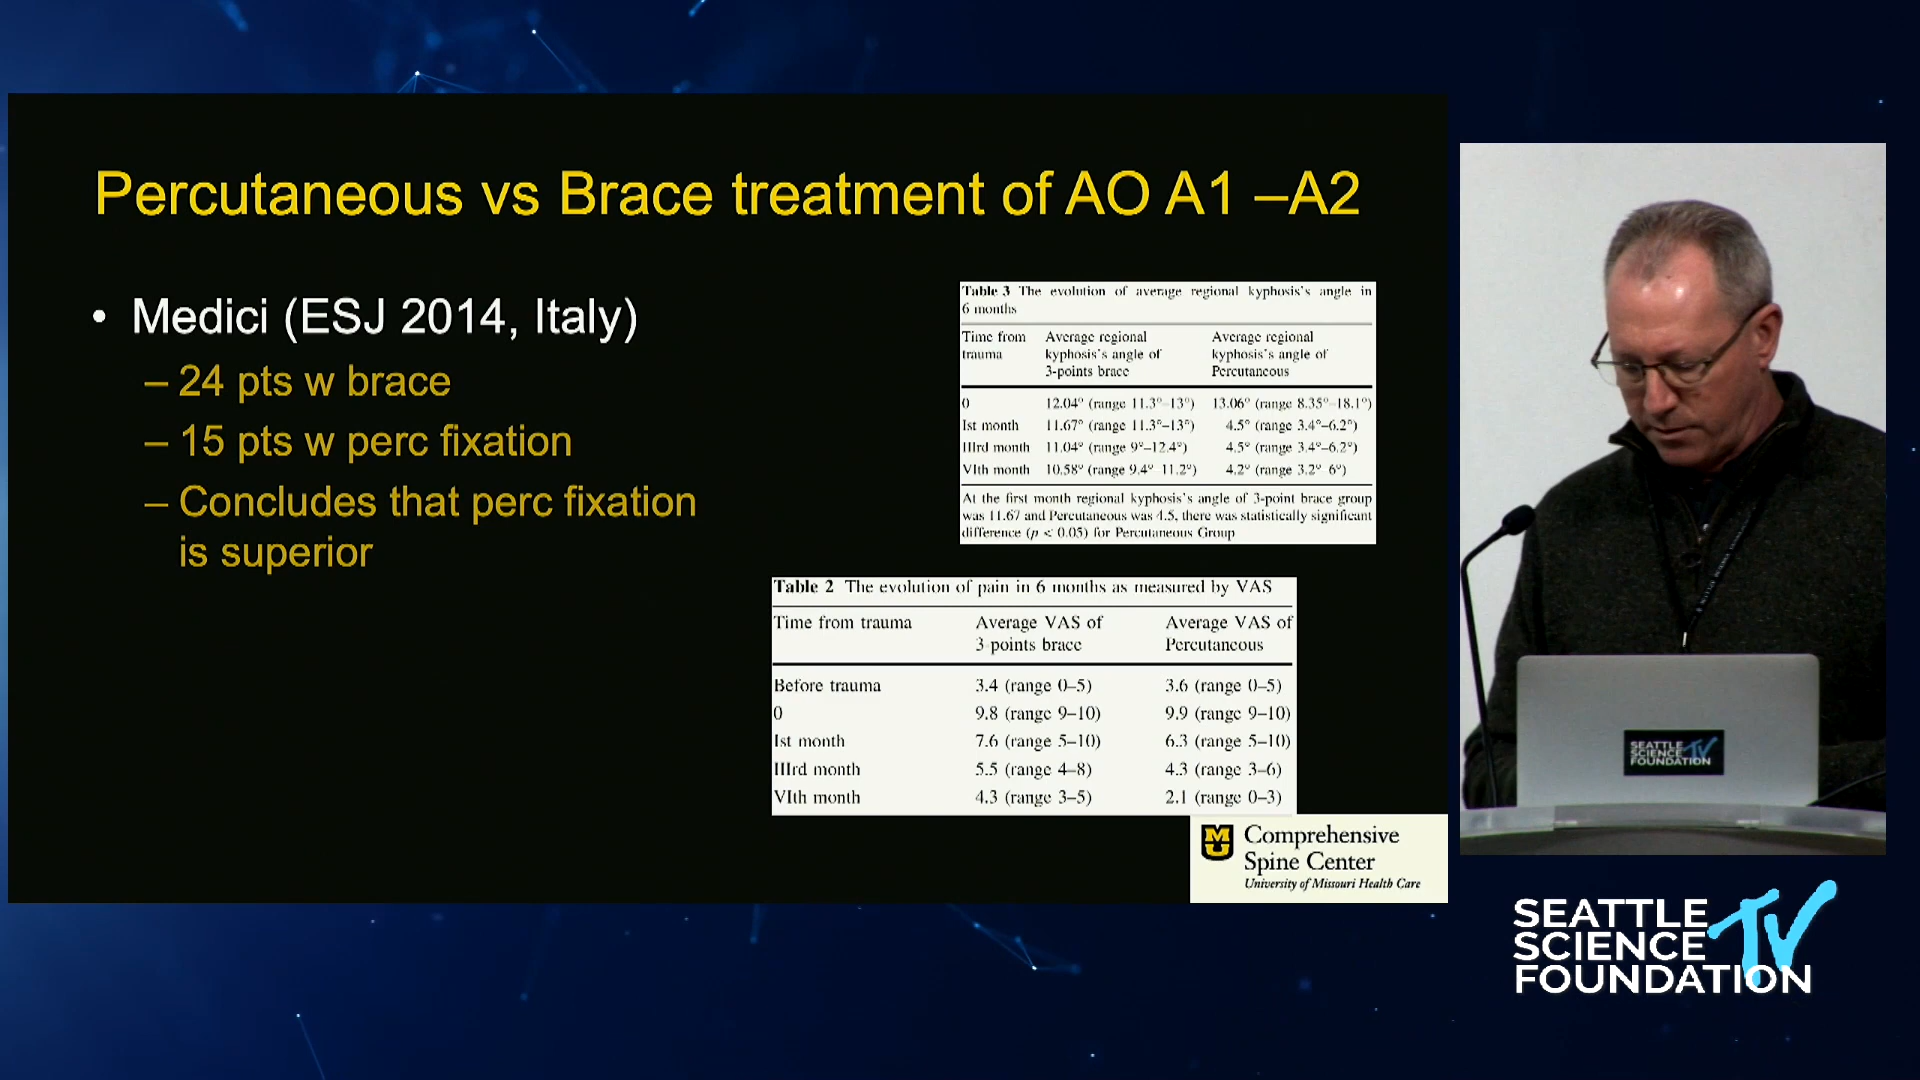 Percutaneous vs Brace treatment of AO A1 –A2
• Medici (ESJ 2014, Italy)
– 24 pts w brace
– 15 pts w perc fixation
– Concludes that perc fixation
is superior
Table 3 The evolution of average regional kyphosis's angle in
6 months
Time from trauma Average regional kyphosis's angle of 3-points brace Average regional kyphosis's angle of Percutaneous
0 12.04° (range 11.3°–13°) 13.06° (range 8.35°–18.1°)
Ist month 11.67° (range 11.3°–13°) 4.5° (range 3.4°–6.2°)
IIIrd month 11.04° (range 9°–12.4°) 4.5° (range 3.4°–6.2°)
VIth month 10.58° (range 9.4° 11.2°) 4.2° (range 3.2° 6°)
At the first month regional kyphosis's angle of 3-point brace group
was 11.67 and Percutaneous was 4.5, there was statistically significant
difference (p < 0.05) for Percutaneous Group
Table 2 The evolution of pain in 6 months as measured by VAS
Time from trauma Average VAS of 3 points brace Average VAS of Percutaneous
Before trauma 3.4 (range 0–5) 3.6 (range 0–5)
0 9.8 (range 9–10) 9.9 (range 9–10)
Ist month 7.6 (range 5–10) 6.3 (range 5–10)
IIIrd month 5.5 (range 4–8) 4.3 (range 3–6)
VIth month 4.3 (range 3–5) 2.1 (range 0–3)
Comprehensive
Spine Center
University of Missouri Health Care
SEATTLE
SCIENCE TV
FOUNDATION
SEATTLE
SCIENCE TV
FOUNDATION